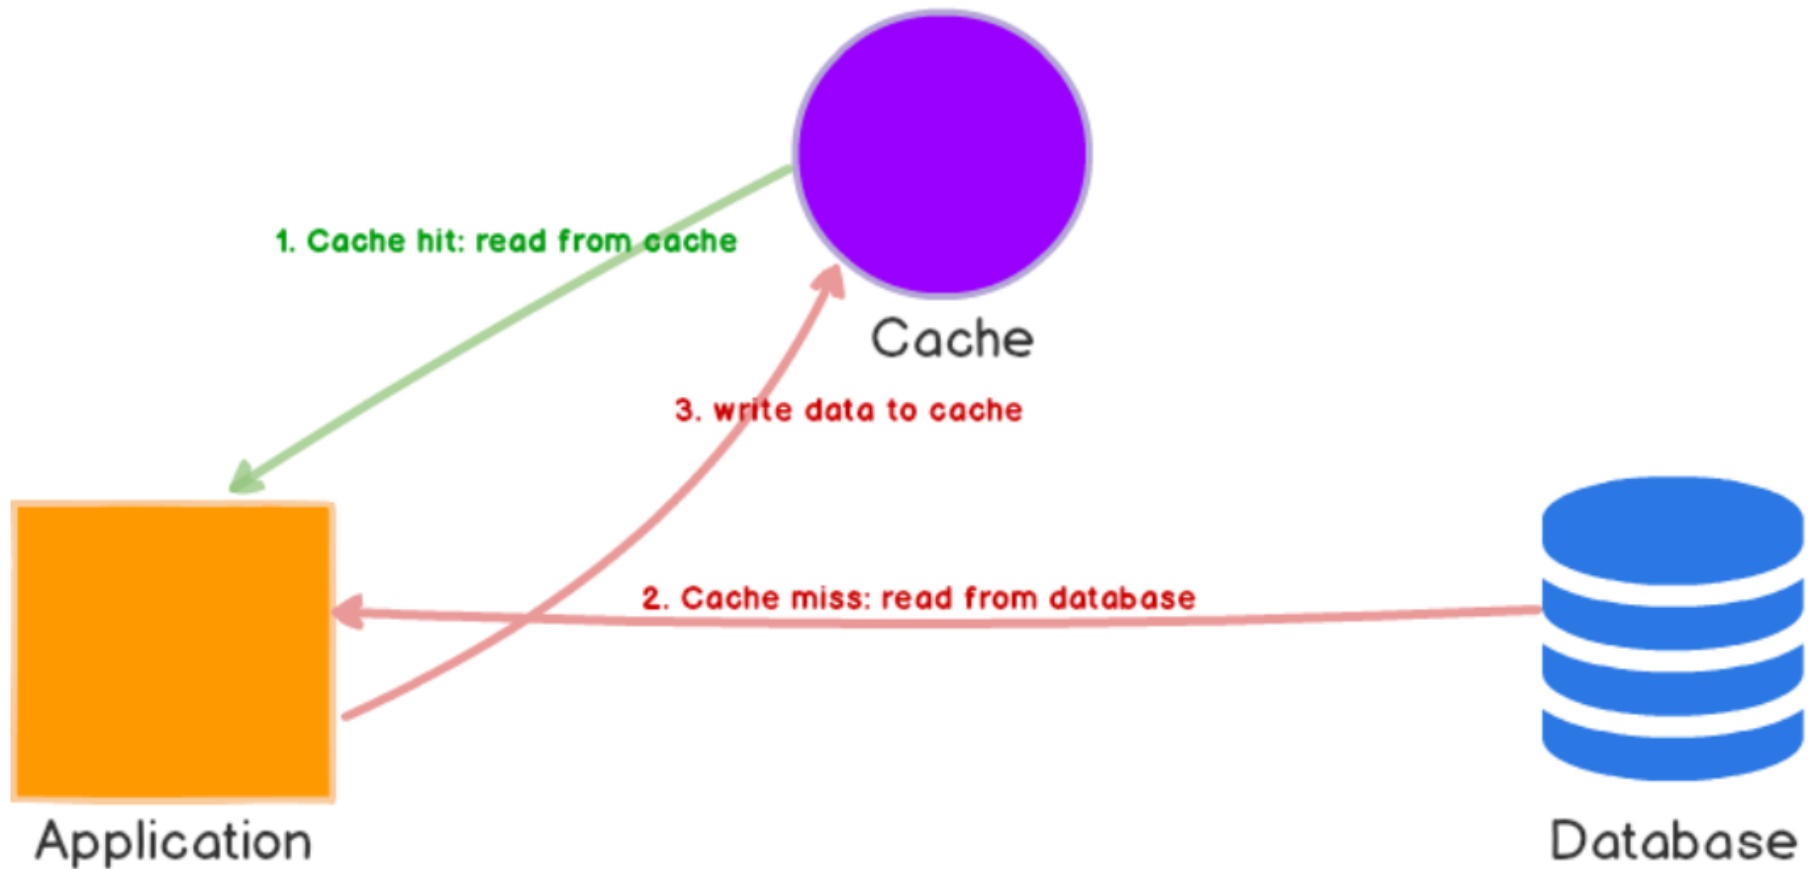 1. Cache hit: read from cache
Cache
3. write data to cache
2. Cache miss: read from database
Application
Database